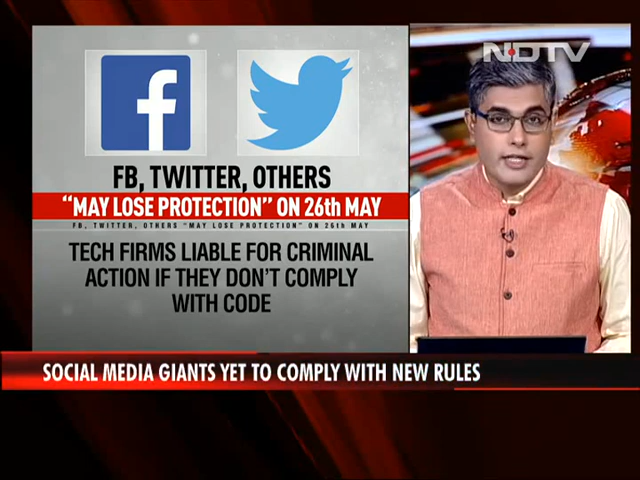 NDTV
f
FB, TWITTER, OTHERS
"MAY LOSE PROTECTION" ON 26th MAY
FB, TWITTER, OTHERS "MAY LOSE PROTECTION" ON 26th MAY
TECH FIRMS LIABLE FOR CRIMINAL
ACTION IF THEY DON'T COMPLY
WITH CODE
SOCIAL MEDIA GIANTS YET TO COMPLY WITH NEW RULES